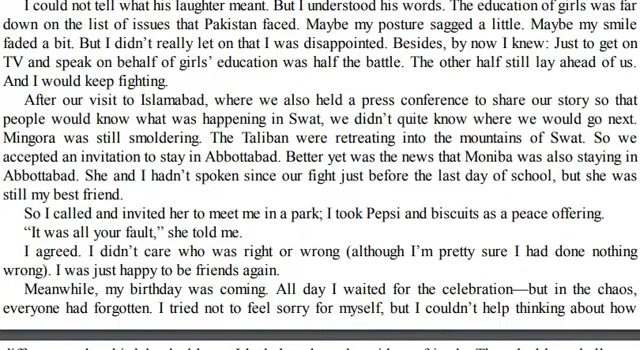 I could not tell what his laughter meant. But I understood his words. The education of girls was far
down on the list of issues that Pakistan faced. Maybe my posture sagged a little. Maybe my smile
faded a bit. But I didn’t really let on that I was disappointed. Besides, by now I knew: Just to get on
TV and speak on behalf of girls’ education was half the battle. The other half still lay ahead of us.
And I would keep fighting.
After our visit to Islamabad, where we also held a press conference to share our story so that
people would know what was happening in Swat, we didn’t quite know where we would go next.
Mingora was still smoldering. The Taliban were retreating into the mountains of Swat. So we
accepted an invitation to stay in Abbottabad. Better yet was the news that Moniba was also staying in
Abbottabad. She and I hadn’t spoken since our fight just before the last day of school, but she was
still my best friend.
So I called and invited her to meet me in a park; I took Pepsi and biscuits as a peace offering.
“It was all your fault,” she told me.
I agreed. I didn’t care who was right or wrong (although I’m pretty sure I had done nothing
wrong). I was just happy to be friends again.
Meanwhile, my birthday was coming. All day I waited for the celebration—but in the chaos,
everyone had forgotten. I tried not to feel sorry for myself, but I couldn’t help thinking about how